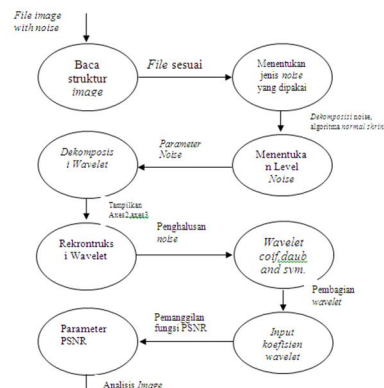 File image
with noise
Baca
struktur
image
File sesuai
Menentukan
jenis noise
yang dipakai
Dekomposisi noise,
algoritma normal skrin
Dekomposis
i Wavelet
Parameter
Noise
Menentuka
n Level
Noise
Tampilkan
Axes2,axes3
Rekrontruks
i Wavelet
Penghalusan
noise
Wavelet
coif,daub
and sym.
Pembagian
wavelet
Parameter
PSNR
Pemanggilan
fungsi PSNR
Input
koefisien
wavelet
Analisis Image